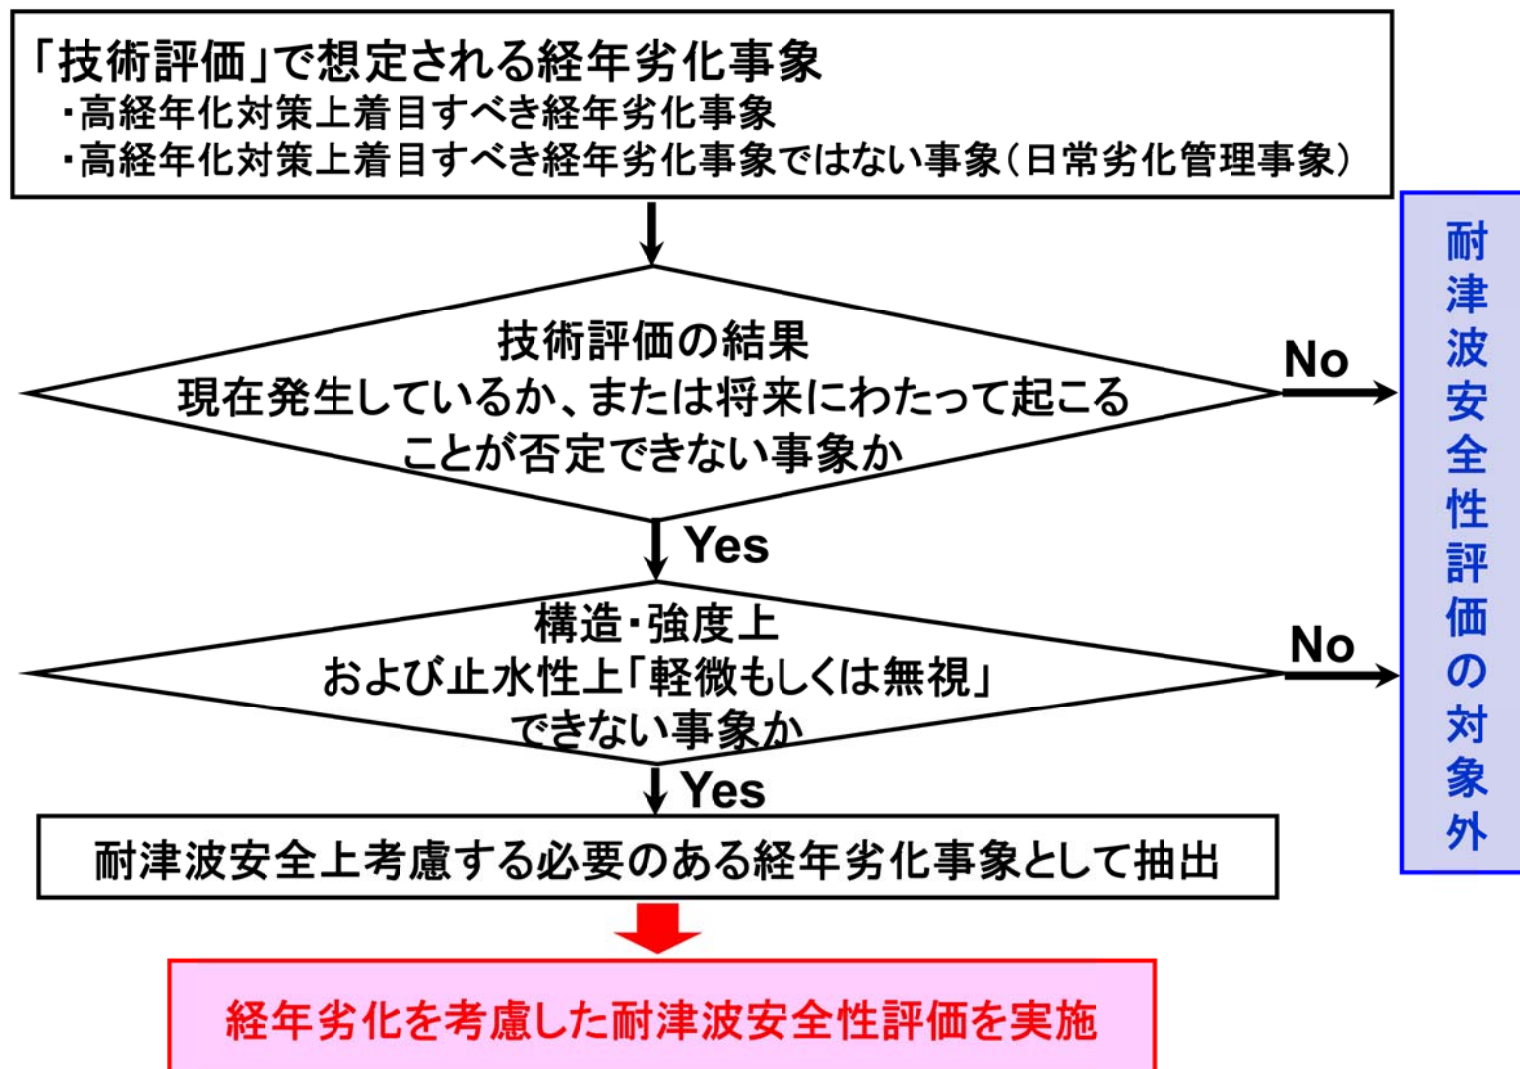 「技術評価」で想定される経年劣化事象
・高経年化対策上着目すべき経年劣化事象
・高経年化対策上着目すべき経年劣化事象ではない事象(日常劣化管理事象)
技術評価の結果
現在発生しているか、または将来にわたって起こる
ことが否定できない事象か
No
Yes
構造・強度上
および止水性上「軽微もしくは無視」
できない事象か
No
Yes
耐津波安全性評価の対象外
耐津波安全上考慮する必要のある経年劣化事象として抽出
経年劣化を考慮した耐津波安全性評価を実施